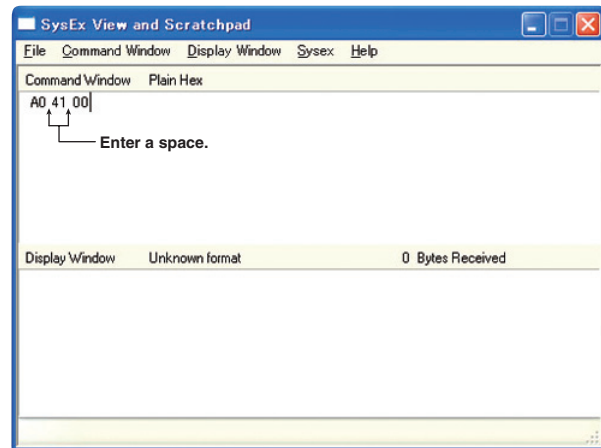 SysEx View and Scratchpad
File Command Window Display Window Sysex Help
Command Window Plain Hex
A0 41 00
Enter a space.
Display Window Unknown format 0 Bytes Received